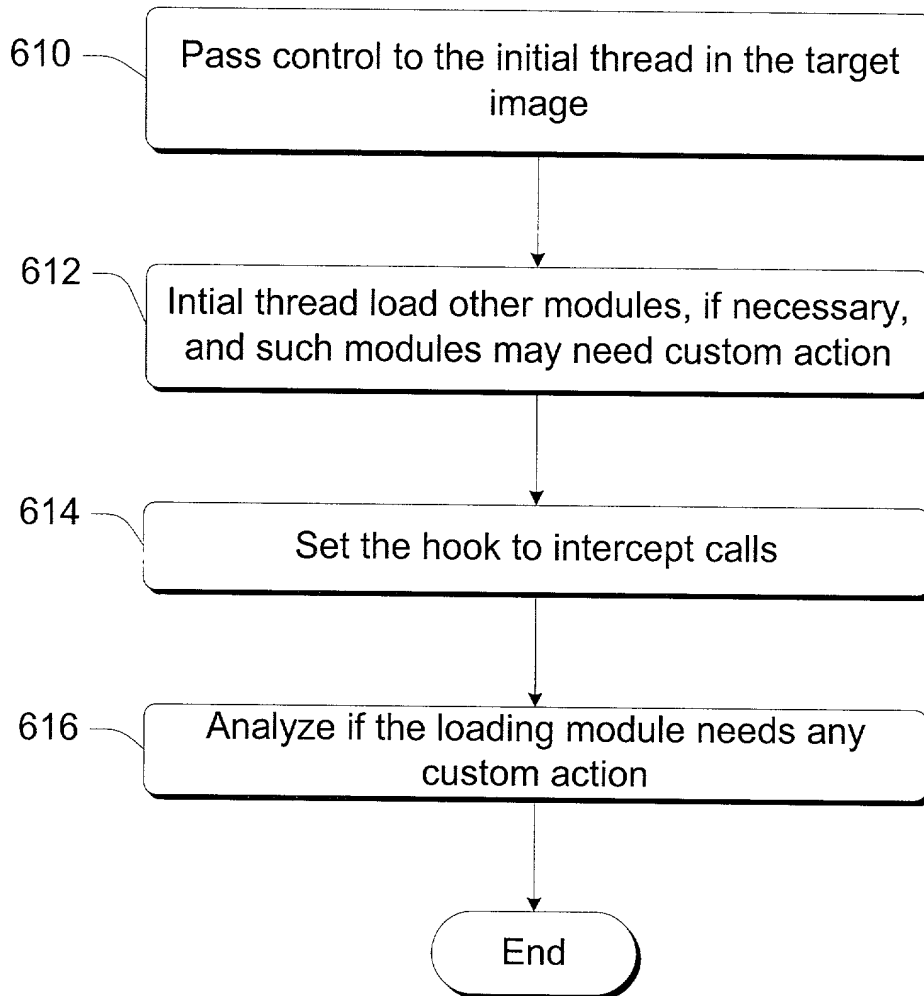 610
Pass control to the initial thread in the target
image
612
Intial thread load other modules, if necessary,
and such modules may need custom action
614
Set the hook to intercept calls
616
Analyze if the loading module needs any
custom action
End